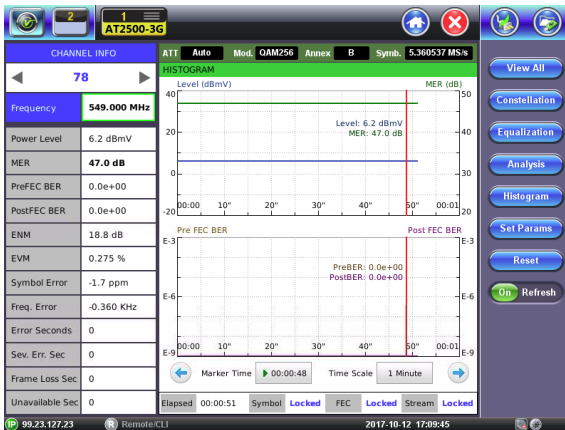 2
1
AT2500-3G
CHANNEL INFO
78
Frequency 549.000 MHz
Power Level 6.2 dBmV
MER 47.0 dB
PreFEC BER 0.0e+00
PostFEC BER 0.0e+00
ENM 18.8 dB
EVM 0.275 %
Symbol Error -1.7 ppm
Freq. Error -0.360 KHz
Error Seconds 0
Sev. Err. Sec 0
Frame Loss Sec 0
Unavailable Sec 0
ATT Auto Mod. QAM256 Annex B Symb. 5.360537 MS/s
HISTOGRAM
Level (dBmV) MER (dB)
40 50
Level: 6.2 dBmV
20 MER: 47.0 dB 40
0 30
00:00 10" 20" 30" 40" 50" 00:01
-20 20
Pre FEC BER Post FEC BER
E-3 E-3
PreBER: 0.0e+00
PostBER: 0.0e+00
E-6 E-6
00:00 10" 20" 30" 40" 50" 00:01
E-9 E-9
Marker Time 00:00:48 Time Scale 1 Minute
Elapsed 00:00:51 Symbol Locked FEC Locked Stream Locked
View All
Constellation
Equalization
Analysis
Histogram
Set Params
Reset
On Refresh
IP 99.23.127.23 R Remote/CLI 2017-10-12 17:09:45